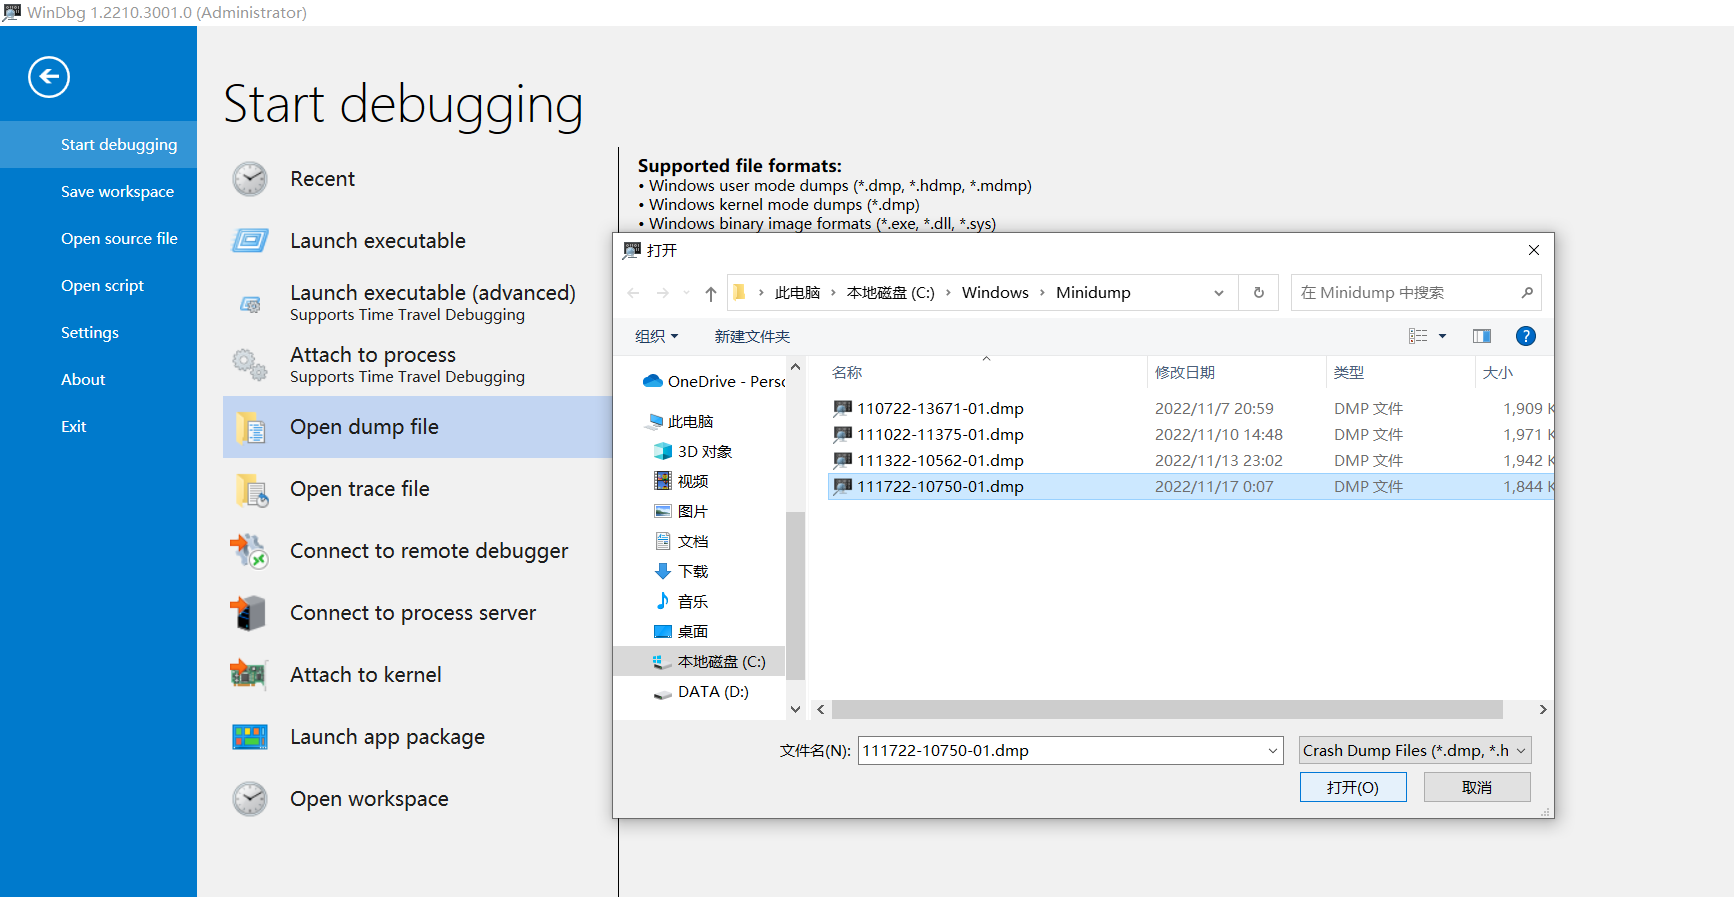 WinDbg 1.2210.3001.0 (Administrator)
Start debugging
Save workspace
Open source file
Open script
Settings
About
Exit
Start debugging
Recent
Launch executable
Launch executable (advanced)
Supports Time Travel Debugging
Attach to process
Supports Time Travel Debugging
Open dump file
Open trace file
Connect to remote debugger
Connect to process server
Attach to kernel
Launch app package
Open workspace
Supported file formats:
• Windows user mode dumps (*.dmp, *.hdmp, *.mdmp)
• Windows kernel mode dumps (*.dmp)
• Windows binary image formats (*.exe, *.dll, *.sys)
打开
此电脑 › 本地磁盘 (C:) › Windows › Minidump
在 Minidump 中搜索
组织 新建文件夹
OneDrive - Perso
此电脑
3D 对象
视频
图片
文档
下载
音乐
桌面
本地磁盘 (C:)
DATA (D:)
名称 修改日期 类型 大小
110722-13671-01.dmp 2022/11/7 20:59 DMP 文件 1,909 K
111022-11375-01.dmp 2022/11/10 14:48 DMP 文件 1,971 K
111322-10562-01.dmp 2022/11/13 23:02 DMP 文件 1,942 K
111722-10750-01.dmp 2022/11/17 0:07 DMP 文件 1,844 K
文件名(N): 111722-10750-01.dmp Crash Dump Files (*.dmp, *.h
打开(O) 取消